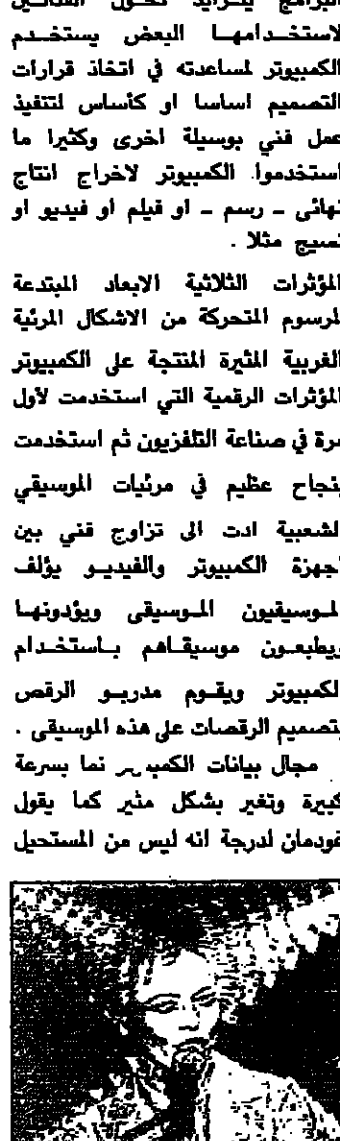 البرامج يتزايد تحول الفنانين
لاستخدامها البعض يستخدم
الكمبيوتر لمساعدته في اتخاذ قرارات
التصميم اساسا او كأساس لتنفيذ
عمل فني بوسيلة اخرى وكثيرا ما
استخدموا الكمبيوتر لاخراج انتاج
نهائى ـ رسم ـ او فيلم او فيديو او
نسيج مثلا .
المؤثرات الثلاثية الابعاد المبتدعة
لرسوم المتحركة من الاشكال المرئية
الغريبة المثيرة المنتجة على الكمبيوتر
المؤثرات الرقمية التي استخدمت لأول
مرة في صناعة التلفزيون ثم استخدمت
بنجاح عظيم في مرئيات الموسيقي
الشعبية ادت الى تزاوج فني بين
اجهزة الكمبيوتر والفيديو يؤلف
الموسيقيون الموسيقى ويؤدونها
ويطبعون موسيقاهم باستخدام
الكمبيوتر ويقوم مدربو الرقص
بتصميم الرقصات على هذه الموسيقى .
مجال بيانات نما بسرعة
كبيرة وتغير بشكل مثير كما يقول
قودمان لدرجة انه ليس من المستحيل